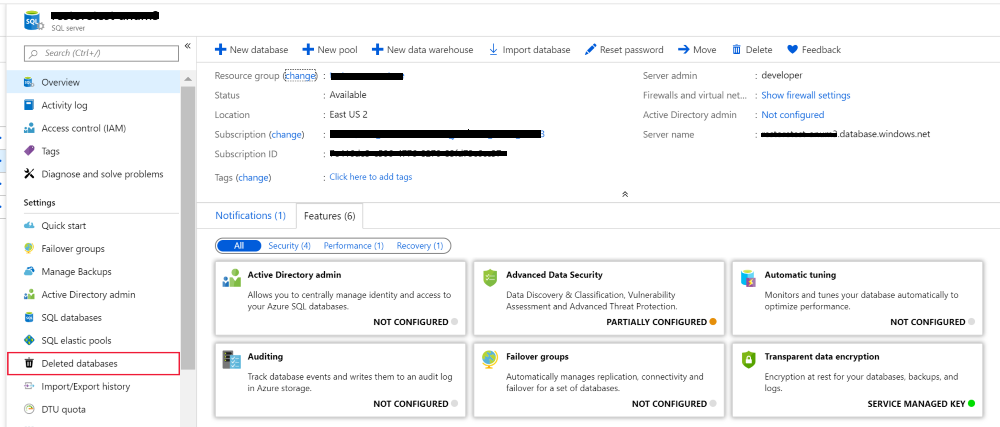 SQL server
Search (Ctrl+/)
Overview
Activity log
Access control (IAM)
Tags
Diagnose and solve problems
Settings
Quick start
Failover groups
Manage Backups
Active Directory admin
SQL databases
SQL elastic pools
Deleted databases
Import/Export history
DTU quota
New database
New pool
New data warehouse
Import database
Reset password
Move
Delete
Feedback
Resource group (change) :
Status : Available
Location : East US 2
Subscription (change) :
Subscription ID :
Tags (change) : Click here to add tags
Server admin : developer
Firewalls and virtual net... : Show firewall settings
Active Directory admin : Not configured
Server name : .database.windows.net
Notifications (1)
Features (6)
All
Security (4)
Performance (1)
Recovery (1)
Active Directory admin
Allows you to centrally manage identity and access to
your Azure SQL databases.
NOT CONFIGURED
Advanced Data Security
Data Discovery & Classification, Vulnerability
Assessment and Advanced Threat Protection.
PARTIALLY CONFIGURED
Automatic tuning
Monitors and tunes your database automatically to
optimize performance.
NOT CONFIGURED
Auditing
Track database events and writes them to an audit log
in Azure storage.
NOT CONFIGURED
Failover groups
Automatically manages replication, connectivity and
failover for a set of databases.
NOT CONFIGURED
Transparent data encryption
Encryption at rest for your databases, backups, and
logs.
SERVICE MANAGED KEY